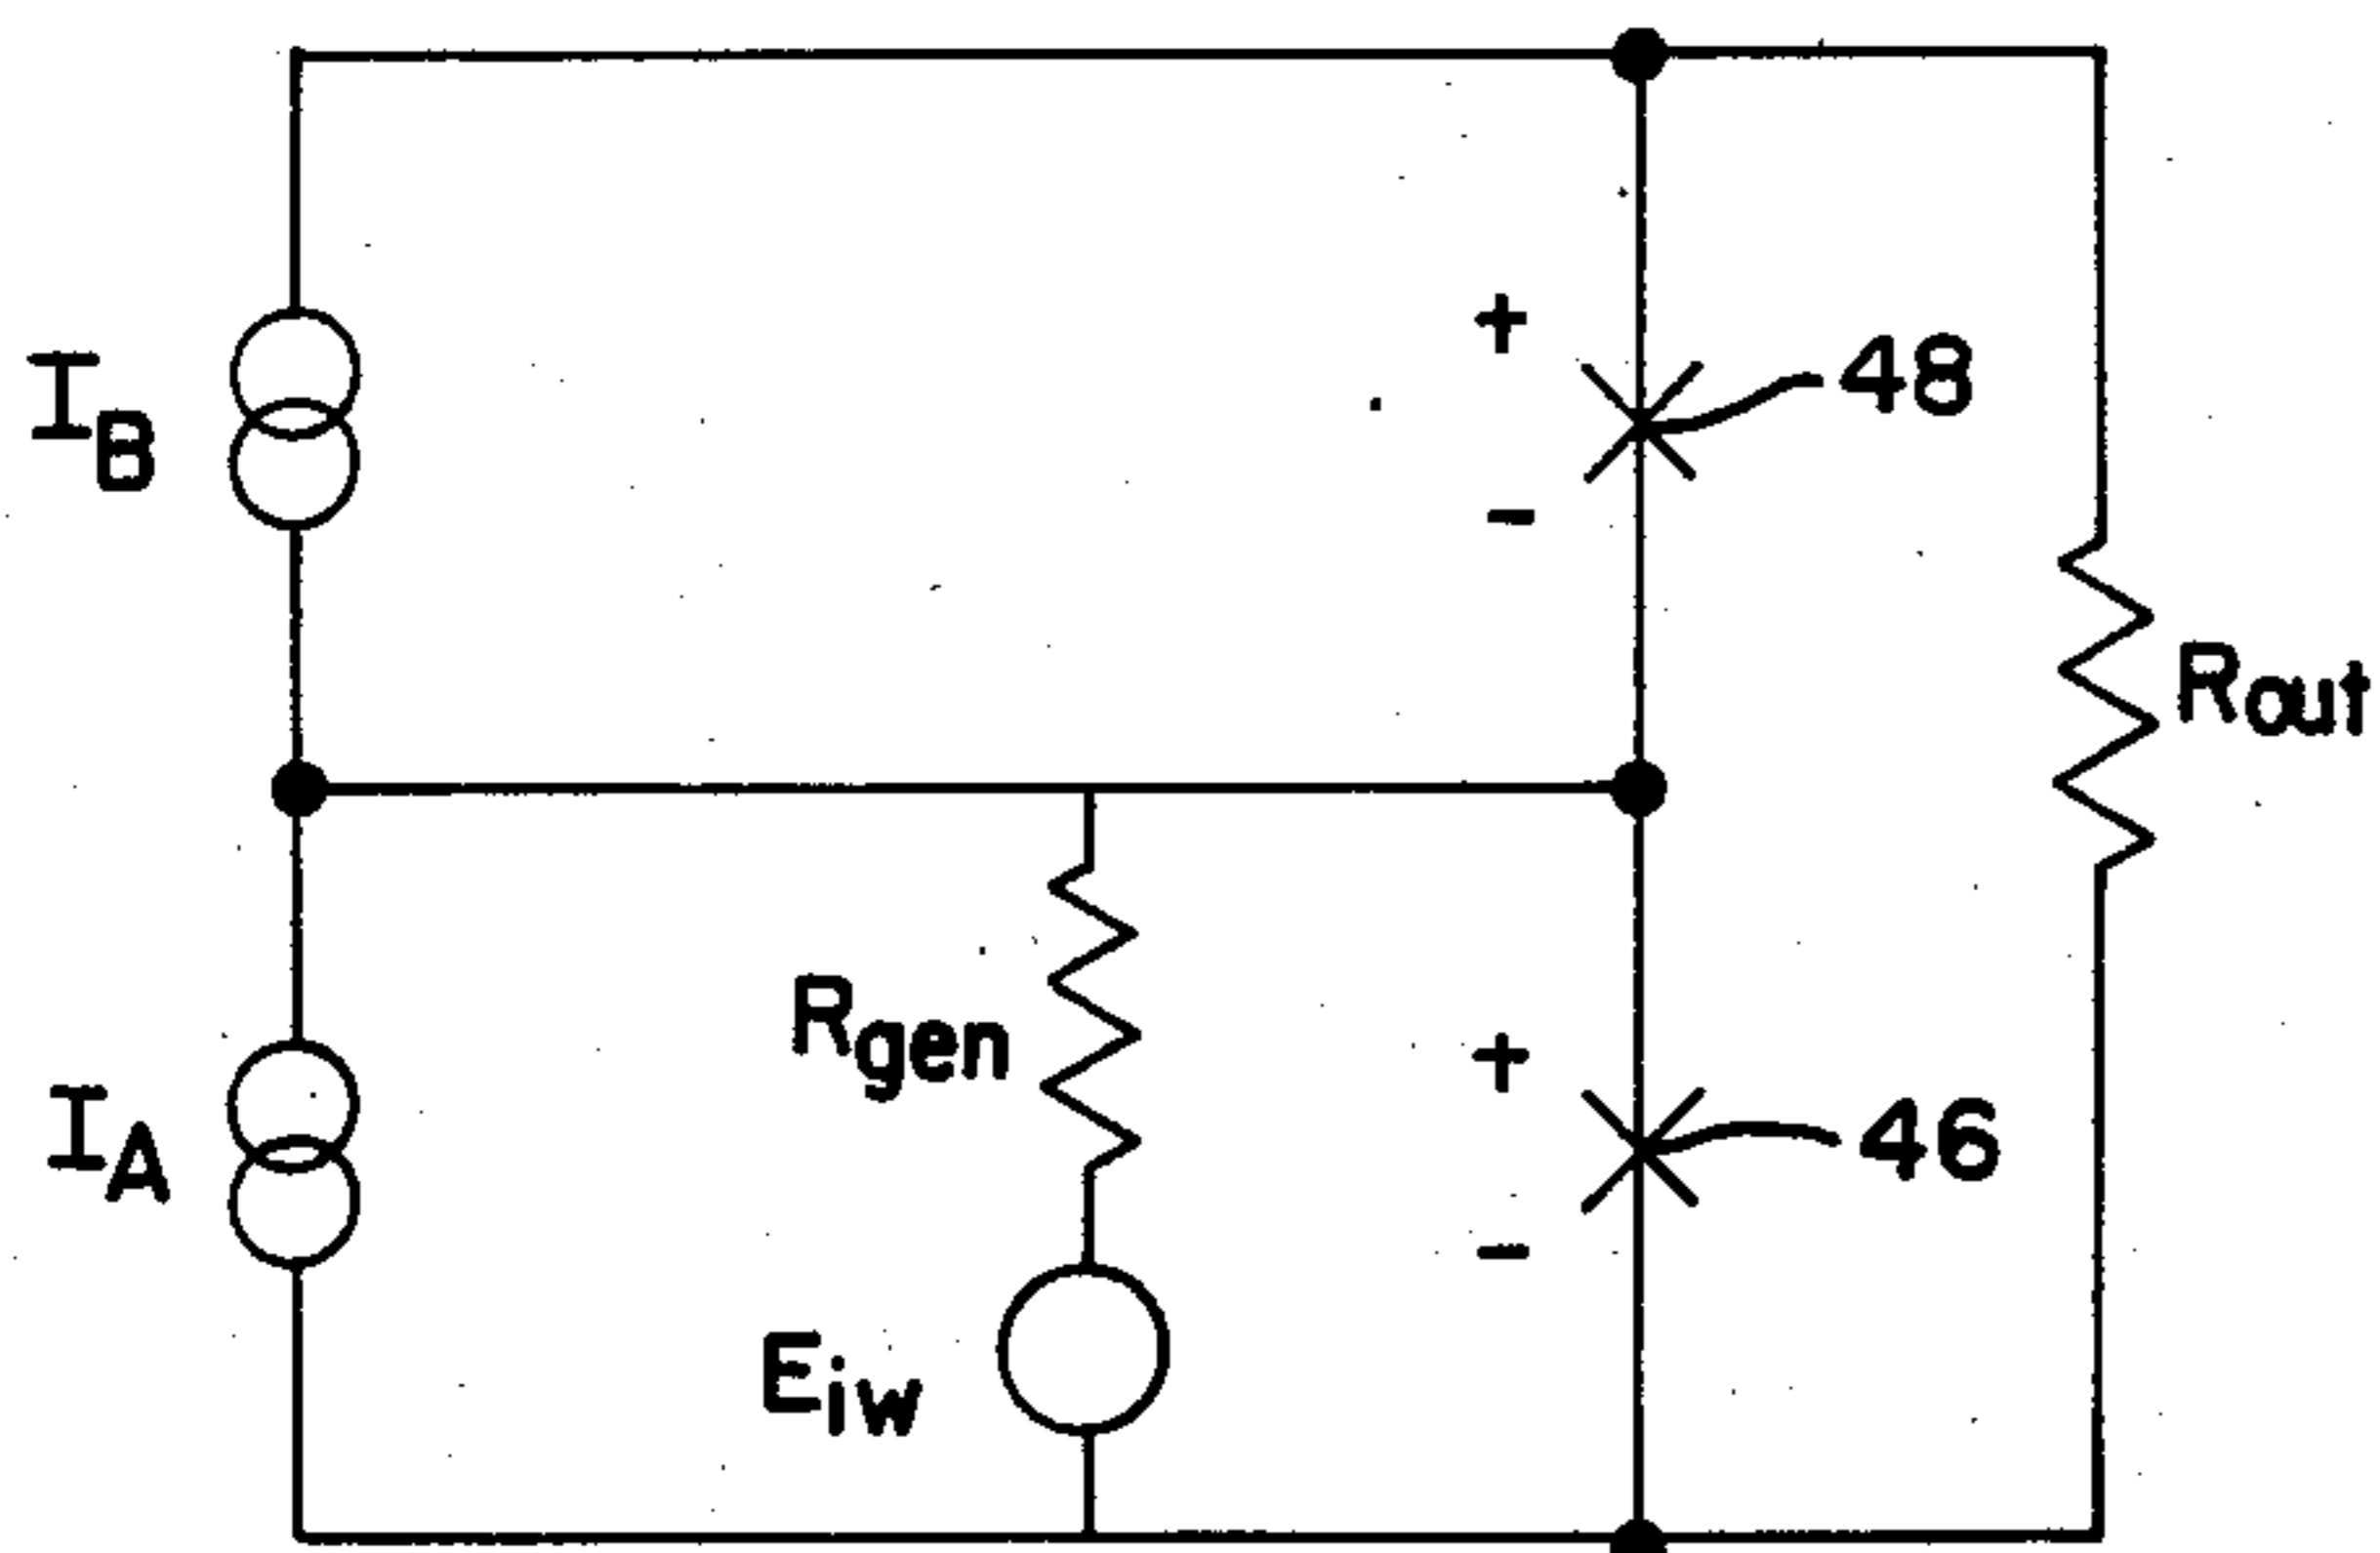 +
48
I_B
-
R_out
R_gen
+
I_A
46
-
E_iw